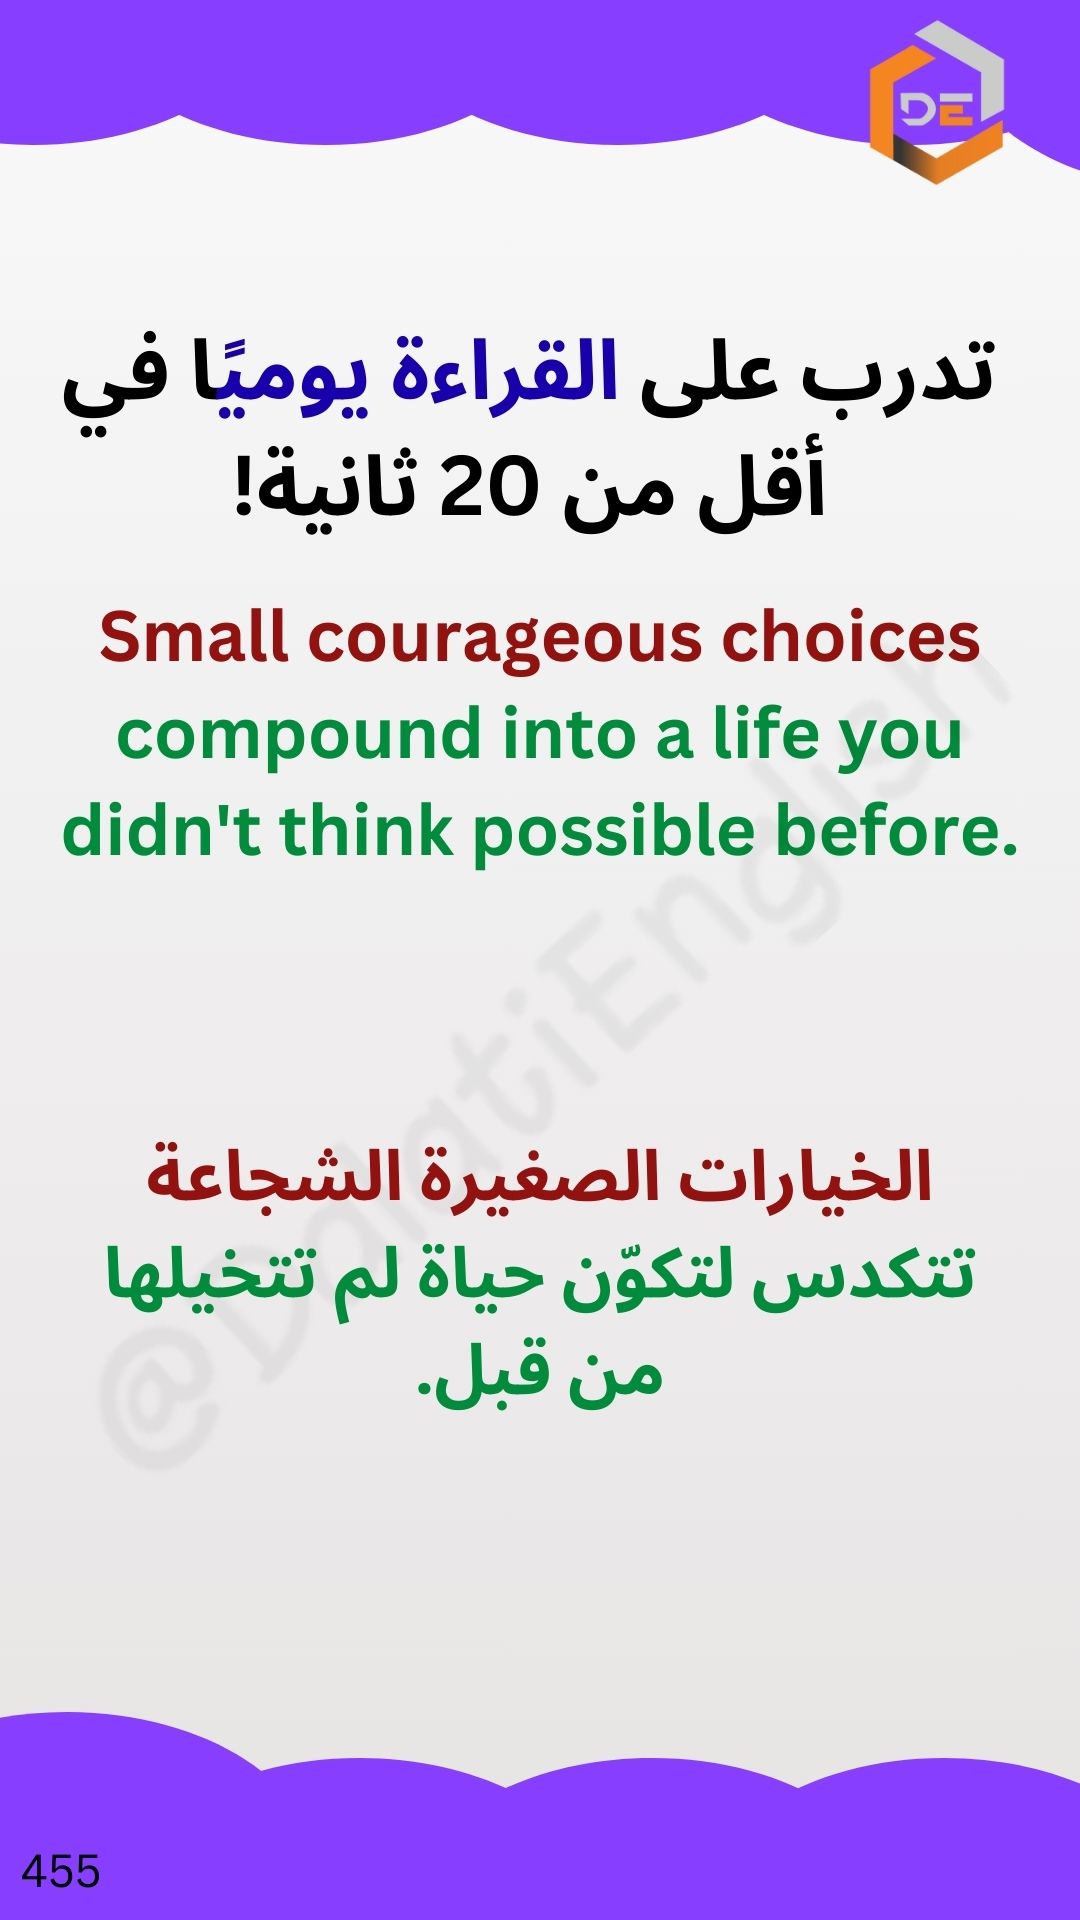 DE
تدرب على القراءة يوميًا في
أقل من 20 ثانية!
Small courageous choices
compound into a life you
didn't think possible before.
@DalatiEnglish
الخيارات الصغيرة الشجاعة
تتكدس لتكوّن حياة لم تتخيلها
من قبل.
455